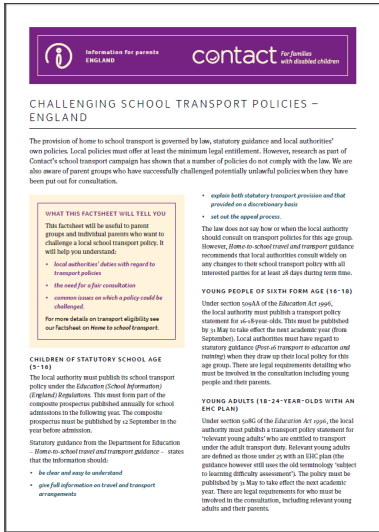 Information for parents
ENGLAND
contact
For families
with disabled children
CHALLENGING SCHOOL TRANSPORT POLICIES –
ENGLAND
The provision of home to school transport is governed by law, statutory guidance and local authorities'
own policies. Local policies must offer at least the minimum legal entitlement. However, research as part of
Contact's school transport campaign has shown that a number of policies do not comply with the law. We are
also aware of parent groups who have successfully challenged potentially unlawful policies when they have
been put out for consultation.
WHAT THIS FACTSHEET WILL TELL YOU
This factsheet will be useful to parent
groups and individual parents who want to
challenge a local school transport policy. It
will help you understand:
• local authorities' duties with regard to
transport policies
• the need for a fair consultation
• common issues on which a policy could be
challenged.
For more details on transport eligibility see
our factsheet on Home to school transport.
CHILDREN OF STATUTORY SCHOOL AGE
(5-16)
The local authority must publish its school transport
policy under the Education (School Information)
(England) Regulations. This must form part of the
composite prospectus published annually for school
admissions in the following year. The composite
prospectus must be published by 12 September in the
year before admission.
Statutory guidance from the Department for Education
– Home-to-school travel and transport guidance – states
that the information should:
• be clear and easy to understand
• give full information on travel and transport
arrangements
• explain both statutory transport provision and that
provided on a discretionary basis
• set out the appeal process.
The law does not say how or when the local authority
should consult on transport policies for this age group.
However, Home-to-school travel and transport guidance
recommends that local authorities consult widely on
any changes to their school transport policy with all
interested parties for at least 28 days during term time.
YOUNG PEOPLE OF SIXTH FORM AGE (16-18)
Under section 509AA of the Education Act 1996,
the local authority must publish a transport policy
statement for 16-18-year-olds. This must be published
by 31 May to take effect the next academic year (from
September). Local authorities must have regard to
statutory guidance (Post-16 transport to education and
training) when they draw up their local policy for this
age group. There are legal requirements detailing who
must be involved in the consultation including young
people and their parents.
YOUNG ADULTS (18-24-YEAR-OLDS WITH AN
EHC PLAN)
Under section 508G of the Education Act 1996, the local
authority must publish a transport policy statement for
'relevant young adults' who are entitled to transport
under the adult transport duty. Relevant young adults
are defined as those under 25 with an EHC plan (the
guidance however still uses the old terminology 'subject
to learning difficulty assessment'). The policy must be
published by 31 May to take effect the next academic
year. There are legal requirements for who must be
involved in the consultation, including relevant young
adults and their parents.